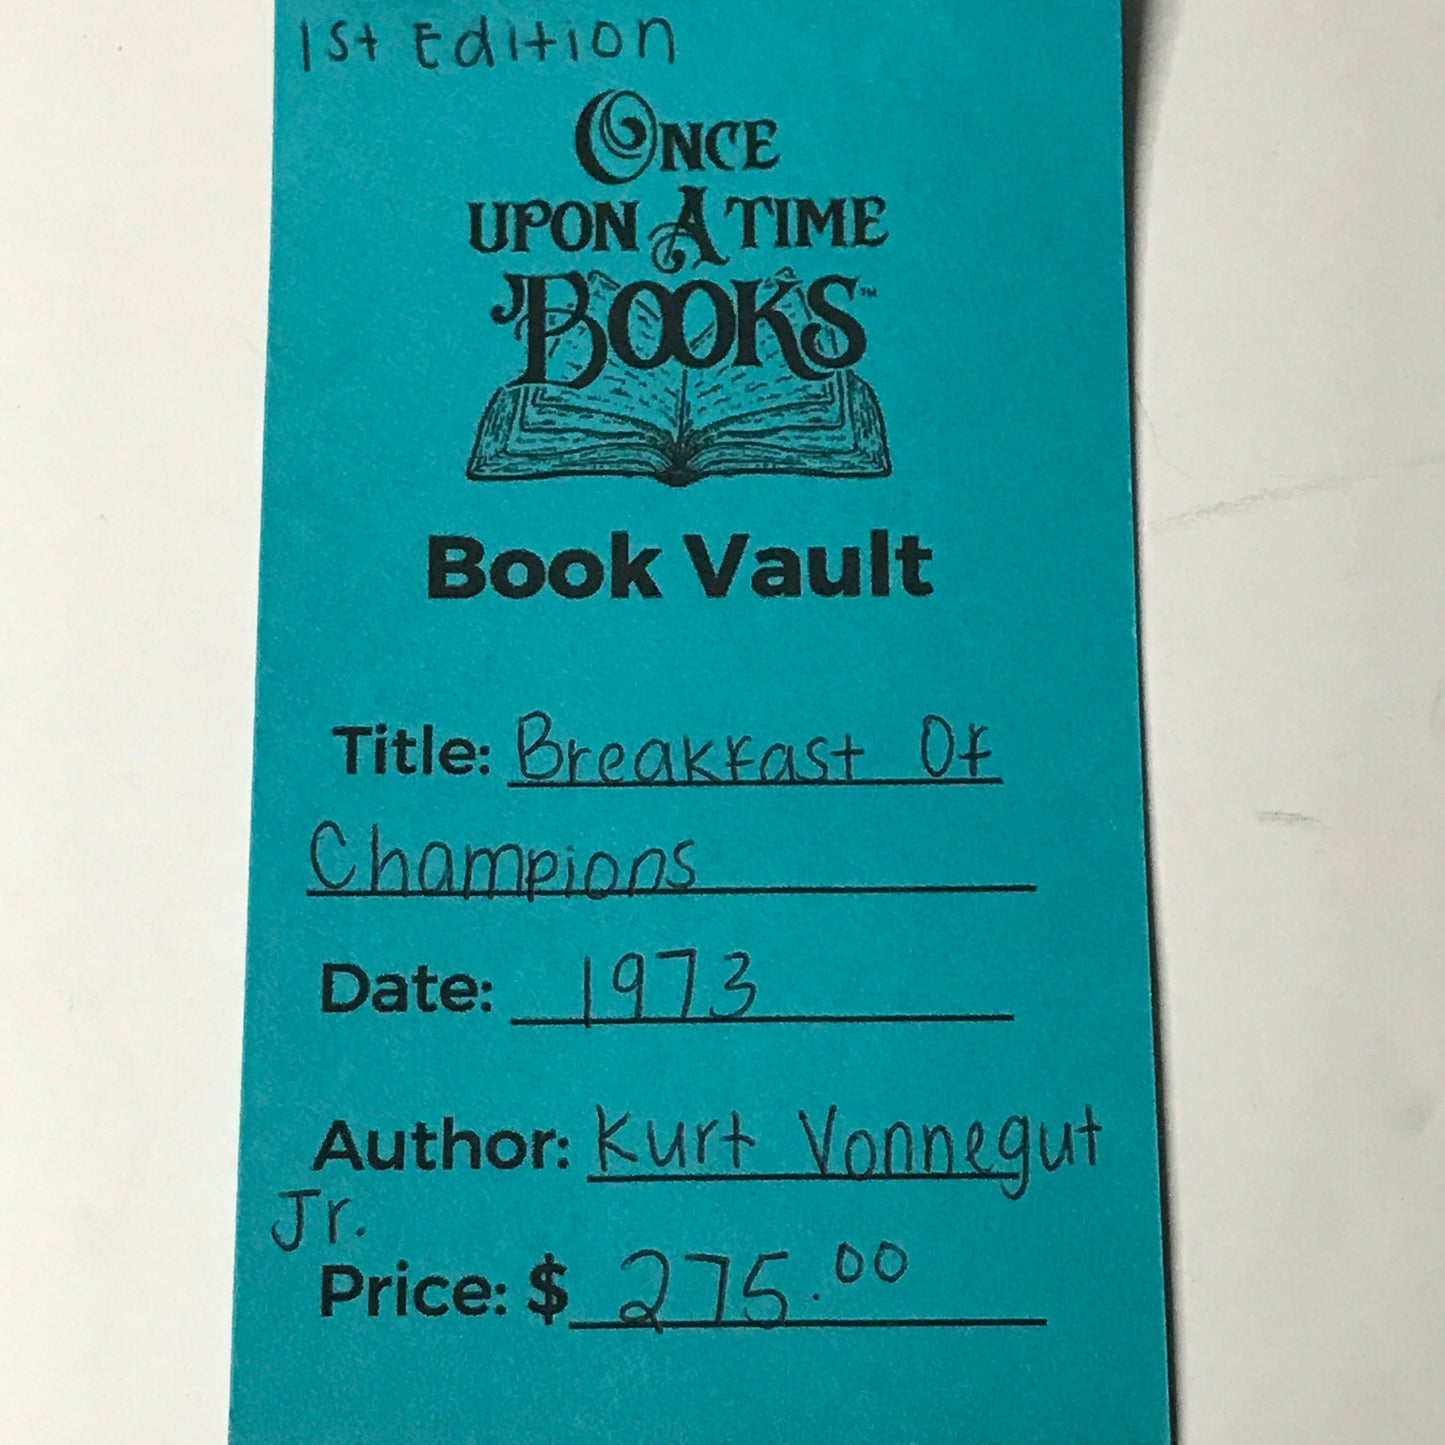 1st Edition
ONCE
UPON A TIME
BOOKS™
Book Vault
Title: Breakfast Of
Champions
Date: 1973
Author: Kurt Vonnegut
Jr.
Price: $ 275.00